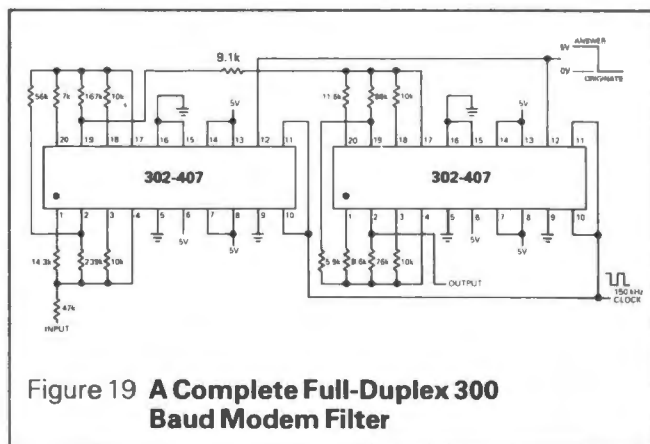 9.1k
ANSWER
5V
0V
ORIGINATE
56k 7k 167k 10k
11.8k 88k 10k
5V
5V
20 19 18 17 16 15 14 13 12 11
20 19 18 17 16 15 14 13 12 11
302-407
302-407
1 2 3 4 5 6 7 8 9 10
1 2 3 4 5 6 7 8 9 10
5V
5V
5V
5V
14.3k 239k 10k
5.9k 8.6k 76k 10k
47k
INPUT
OUTPUT
150 kHz
CLOCK
Figure 19 A Complete Full-Duplex 300
Baud Modem Filter